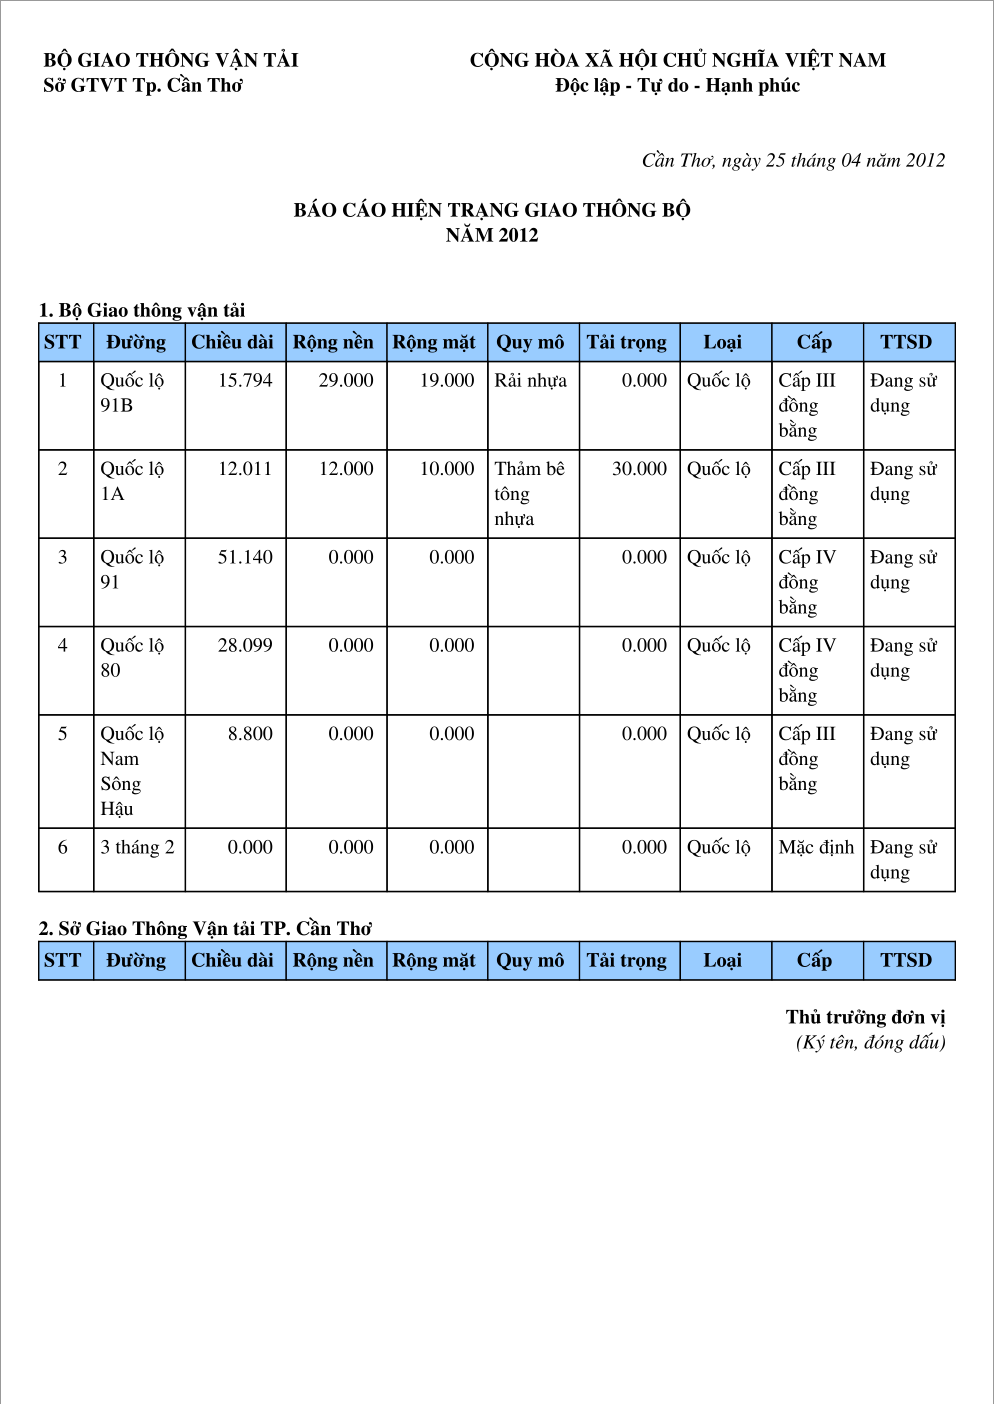 BỘ GIAO THÔNG VẬN TẢI
Sở GTVT Tp. Cần Thơ
CỘNG HÒA XÃ HỘI CHỦ NGHĨA VIỆT NAM
Độc lập - Tự do - Hạnh phúc
Cần Thơ, ngày 25 tháng 04 năm 2012
BÁO CÁO HIỆN TRẠNG GIAO THÔNG BỘ
NĂM 2012
1. Bộ Giao thông vận tải
STT Đường Chiều dài Rộng nền Rộng mặt Quy mô Tải trọng Loại Cấp TTSD
1 Quốc lộ 15.794 29.000 19.000 Rải nhựa 0.000 Quốc lộ Cấp III Đang sử
91B đồng dụng
bằng
2 Quốc lộ 12.011 12.000 10.000 Thảm bê 30.000 Quốc lộ Cấp III Đang sử
1A tông đồng dụng
nhựa bằng
3 Quốc lộ 51.140 0.000 0.000 0.000 Quốc lộ Cấp IV Đang sử
91 đồng dụng
bằng
4 Quốc lộ 28.099 0.000 0.000 0.000 Quốc lộ Cấp IV Đang sử
80 đồng dụng
bằng
5 Quốc lộ 8.800 0.000 0.000 0.000 Quốc lộ Cấp III Đang sử
Nam đồng dụng
Sông bằng
Hậu
6 3 tháng 2 0.000 0.000 0.000 0.000 Quốc lộ Mặc định Đang sử
dụng
2. Sở Giao Thông Vận tải TP. Cần Thơ
STT Đường Chiều dài Rộng nền Rộng mặt Quy mô Tải trọng Loại Cấp TTSD
Thủ trưởng đơn vị
(Ký tên, đóng dấu)